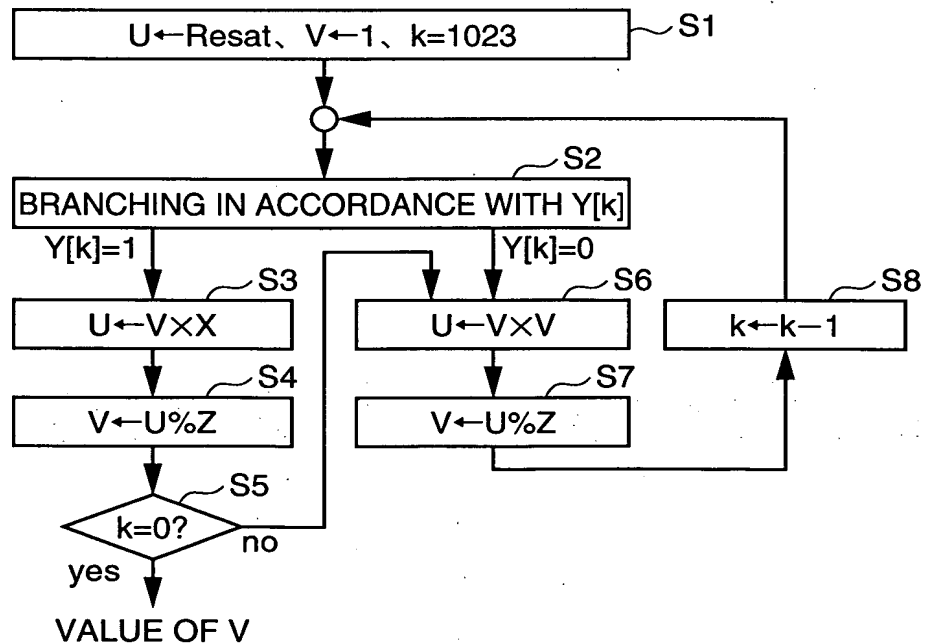 U←Resat、V←1、k=1023
S1
S2
BRANCHING IN ACCORDANCE WITH Y[k]
Y[k]=1
Y[k]=0
S3
U←V×X
S6
U←V×V
S8
k←k−1
S4
V←U%Z
S7
V←U%Z
S5
k=0?
no
yes
VALUE OF V